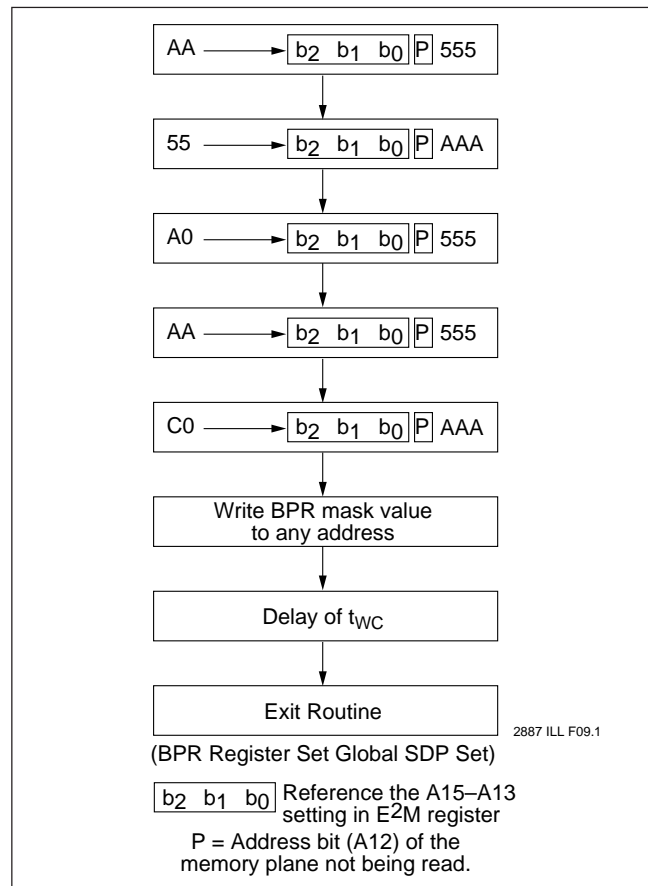 AA b2 b1 b0 P 555
55 b2 b1 b0 P AAA
A0 b2 b1 b0 P 555
AA b2 b1 b0 P 555
C0 b2 b1 b0 P AAA
Write BPR mask value
to any address
Delay of tWC
Exit Routine
2887 ILL F09.1
(BPR Register Set Global SDP Set)
b2 b1 b0 Reference the A15–A13
setting in E2M register
P = Address bit (A12) of the
memory plane not being read.